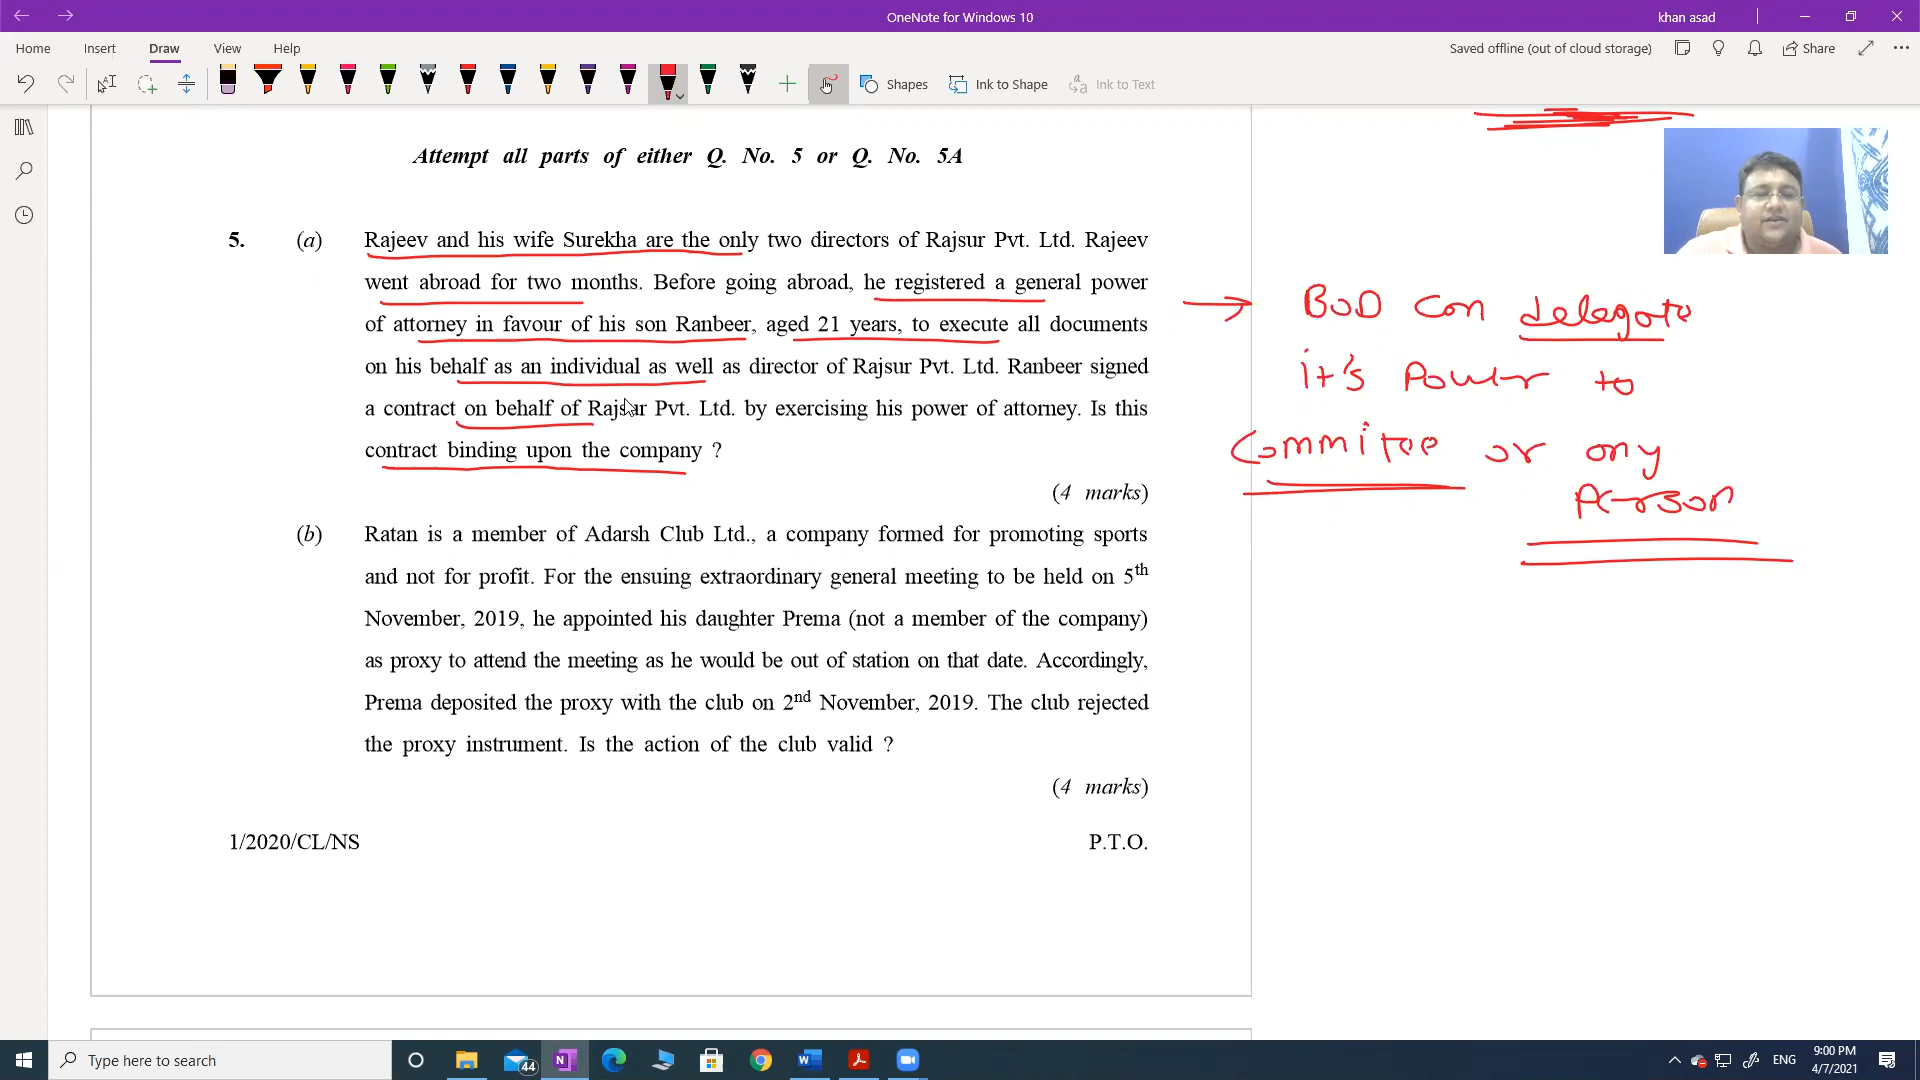 OneNote for Windows 10
khan asad
Home Insert Draw View Help
Saved offline (out of cloud storage)
Share
Shapes Ink to Shape Ink to Text
Attempt all parts of either Q. No. 5 or Q. No. 5A
5. (a) Rajeev and his wife Surekha are the only two directors of Rajsur Pvt. Ltd. Rajeev
went abroad for two months. Before going abroad, he registered a general power
of attorney in favour of his son Ranbeer, aged 21 years, to execute all documents
on his behalf as an individual as well as director of Rajsur Pvt. Ltd. Ranbeer signed
a contract on behalf of Rajsur Pvt. Ltd. by exercising his power of attorney. Is this
contract binding upon the company ?
(4 marks)
(b) Ratan is a member of Adarsh Club Ltd., a company formed for promoting sports
and not for profit. For the ensuing extraordinary general meeting to be held on 5th
November, 2019, he appointed his daughter Prema (not a member of the company)
as proxy to attend the meeting as he would be out of station on that date. Accordingly,
Prema deposited the proxy with the club on 2nd November, 2019. The club rejected
the proxy instrument. Is the action of the club valid ?
(4 marks)
1/2020/CL/NS P.T.O.
BOD can delegate
it's Power to
Committee or any
Person
Type here to search
44
ENG
9:00 PM
4/7/2021